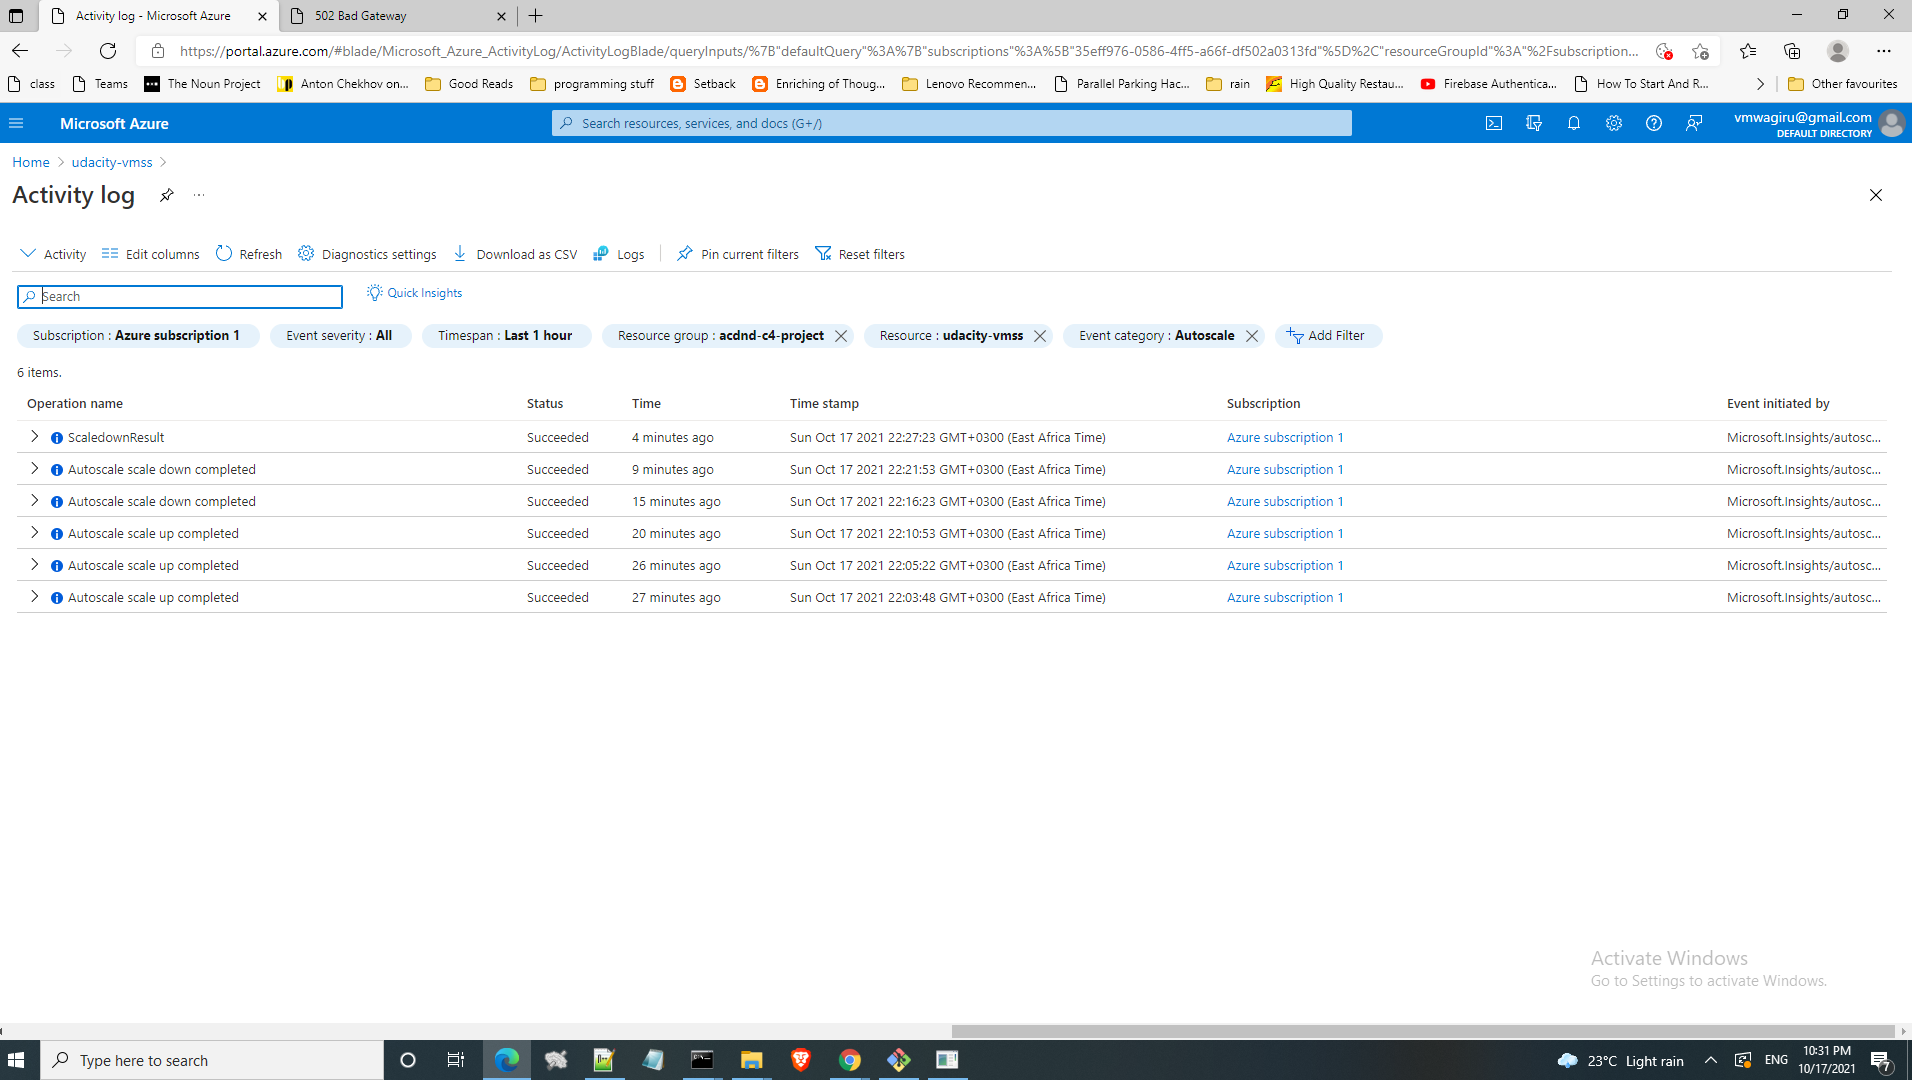 Activity log - Microsoft Azure
502 Bad Gateway
https://portal.azure.com/#blade/Microsoft_Azure_ActivityLog/ActivityLogBlade/queryInputs/%7B"defaultQuery"%3A%7B"subscriptions"%3A%5B"35eff976-0586-4ff5-a66f-df502a0313fd"%5D%2C"resourceGroupId"%3A"%2Fsubscription...
class
Teams
The Noun Project
Anton Chekhov on...
Good Reads
programming stuff
Setback
Enriching of Thoug...
Lenovo Recommen...
Parallel Parking Hac...
rain
High Quality Restau...
Firebase Authentica...
How To Start And R...
Other favourites
Microsoft Azure
Search resources, services, and docs (G+/)
vmwagiru@gmail.com
DEFAULT DIRECTORY
Home > udacity-vmss >
Activity log
Activity
Edit columns
Refresh
Diagnostics settings
Download as CSV
Logs
Pin current filters
Reset filters
Search
Quick Insights
Subscription : Azure subscription 1
Event severity : All
Timespan : Last 1 hour
Resource group : acdnd-c4-project
Resource : udacity-vmss
Event category : Autoscale
Add Filter
6 items.
Operation name Status Time Time stamp Subscription Event initiated by
ScaledownResult Succeeded 4 minutes ago Sun Oct 17 2021 22:27:23 GMT+0300 (East Africa Time) Azure subscription 1 Microsoft.Insights/autosc...
Autoscale scale down completed Succeeded 9 minutes ago Sun Oct 17 2021 22:21:53 GMT+0300 (East Africa Time) Azure subscription 1 Microsoft.Insights/autosc...
Autoscale scale down completed Succeeded 15 minutes ago Sun Oct 17 2021 22:16:23 GMT+0300 (East Africa Time) Azure subscription 1 Microsoft.Insights/autosc...
Autoscale scale up completed Succeeded 20 minutes ago Sun Oct 17 2021 22:10:53 GMT+0300 (East Africa Time) Azure subscription 1 Microsoft.Insights/autosc...
Autoscale scale up completed Succeeded 26 minutes ago Sun Oct 17 2021 22:05:22 GMT+0300 (East Africa Time) Azure subscription 1 Microsoft.Insights/autosc...
Autoscale scale up completed Succeeded 27 minutes ago Sun Oct 17 2021 22:03:48 GMT+0300 (East Africa Time) Azure subscription 1 Microsoft.Insights/autosc...
Activate Windows
Go to Settings to activate Windows.
Type here to search
23°C Light rain
ENG
10:31 PM
10/17/2021
7